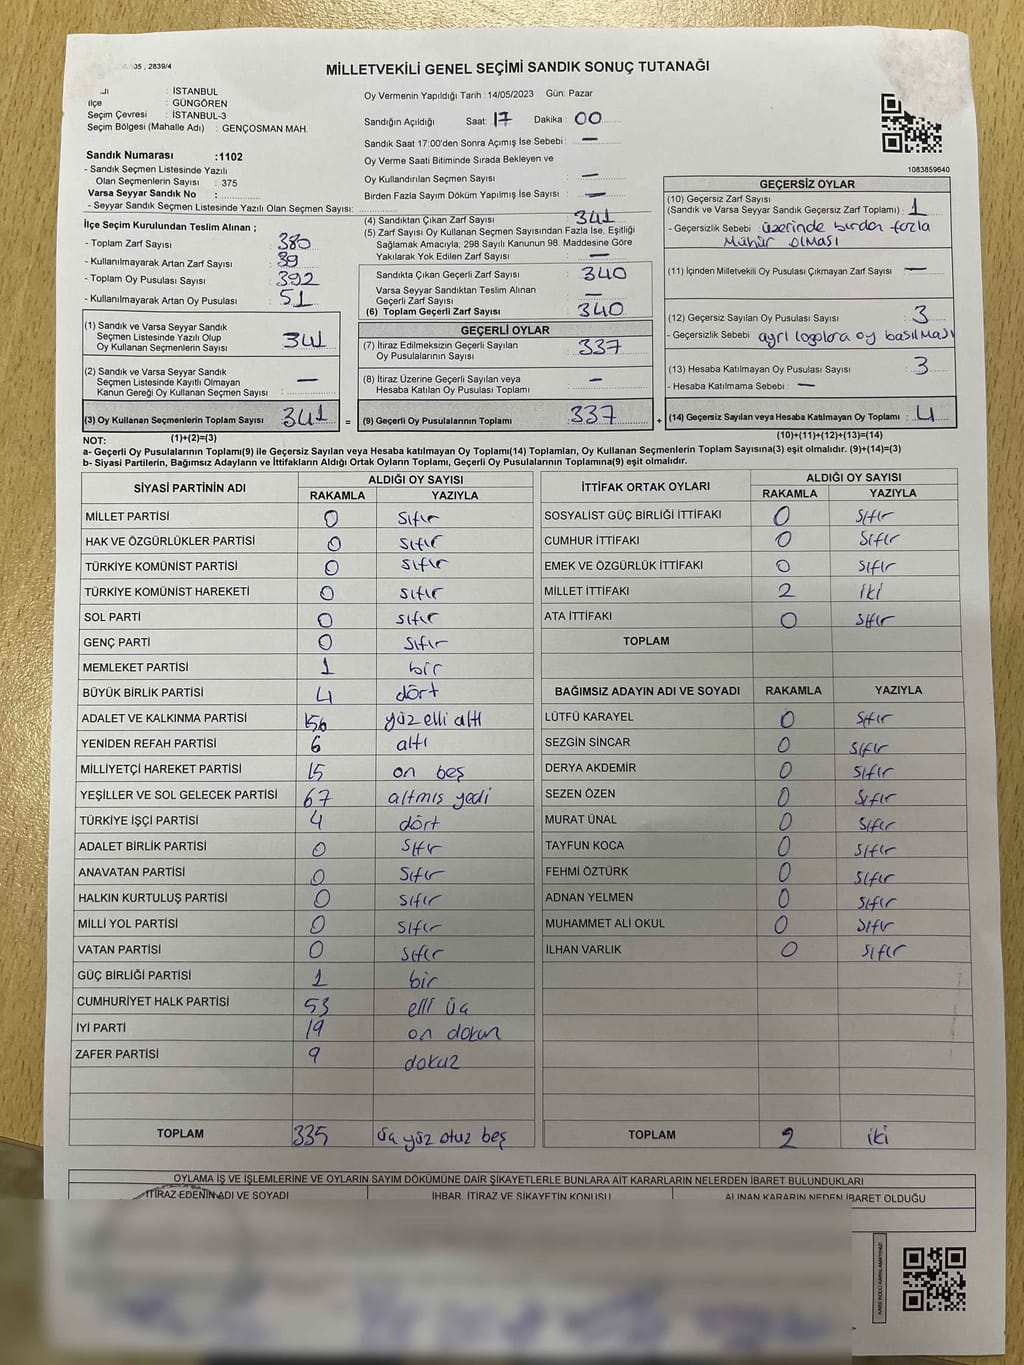 05 , 2839/4
MİLLETVEKİLİ GENEL SEÇİMİ SANDIK SONUÇ TUTANAĞI
: İSTANBUL
İlçe : GÜNGÖREN
Seçim Çevresi : İSTANBUL-3
Seçim Bölgesi (Mahalle Adı) : GENÇOSMAN MAH.
Sandık Numarası :1102
- Sandık Seçmen Listesinde Yazılı
Olan Seçmenlerin Sayısı : 375
Varsa Seyyar Sandık No :
- Seyyar Sandık Seçmen Listesinde Yazılı Olan Seçmen Sayısı:
Oy Vermenin Yapıldığı Tarih :14/05/2023 Gün: Pazar
Sandığın Açıldığı Saat: 17 Dakika : 00
Sandık Saat 17:00'den Sonra Açımış İse Sebebi : —
Oy Verme Saati Bitiminde Sırada Bekleyen ve
Oy Kullandırılan Seçmen Sayısı : —
Birden Fazla Sayım Döküm Yapılmış İse Sayısı : —
1083859640
İlçe Seçim Kurulundan Teslim Alınan ;
- Toplam Zarf Sayısı : 380
- Kullanılmayarak Artan Zarf Sayısı : 39
- Toplam Oy Pusulası Sayısı : 392
- Kullanılmayarak Artan Oy Pusulası : 51
(1) Sandık ve Varsa Seyyar Sandık
Seçmen Listesinde Yazılı Olup
Oy Kullanan Seçmenlerin Sayısı : 341
(2) Sandık ve Varsa Seyyar Sandık
Seçmen Listesinde Kayıtlı Olmayan
Kanun Gereği Oy Kullanan Seçmen Sayısı : —
(3) Oy Kullanan Seçmenlerin Toplam Sayısı : 341 =
(4) Sandıktan Çıkan Zarf Sayısı : 341
(5) Zarf Sayısı Oy Kullanan Seçmen Sayısından Fazla İse, Eşitliği
Sağlamak Amacıyla, 298 Sayılı Kanunun 98. Maddesine Göre
Yakılarak Yok Edilen Zarf Sayısı : —
Sandıkta Çıkan Geçerli Zarf Sayısı : 340
Varsa Seyyar Sandıktan Teslim Alınan
Geçerli Zarf Sayısı : —
(6) Toplam Geçerli Zarf Sayısı : 340
GEÇERLİ OYLAR
(7) İtiraz Edilmeksizin Geçerli Sayılan
Oy Pusulalarının Sayısı : 337
(8) İtiraz Üzerine Geçerli Sayılan veya
Hesaba Katılan Oy Pusulası Toplamı : —
(9) Geçerli Oy Pusulalarının Toplamı : 337 +
GEÇERSİZ OYLAR
(10) Geçersiz Zarf Sayısı
(Sandık ve Varsa Seyyar Sandık Geçersiz Zarf Toplamı) : 1
- Geçersizlik Sebebi : üzerinde birden fazla
mühür olması
(11) İçinden Milletvekili Oy Pusulası Çıkmayan Zarf Sayısı : —
(12) Geçersiz Sayılan Oy Pusulası Sayısı : 3
- Geçersizlik Sebebi : ayrı logolara oy basılması
(13) Hesaba Katılmayan Oy Pusulası Sayısı : 3
- Hesaba Katılmama Sebebi : —
(14) Geçersiz Sayılan veya Hesaba Katılmayan Oy Toplamı : 4
NOT: (1)+(2)=(3) (10)+(11)+(12)+(13)=(14)
a- Geçerli Oy Pusulalarının Toplamı(9) ile Geçersiz Sayılan veya Hesaba katılmayan Oy Toplamı(14) Toplamları, Oy Kullanan Seçmenlerin Toplam Sayısına(3) eşit olmalıdır. (9)+(14)=(3)
b- Siyasi Partilerin, Bağımsız Adayların ve İttifakların Aldığı Ortak Oyların Toplamı, Geçerli Oy Pusulalarının Toplamına(9) eşit olmalıdır.
SİYASİ PARTİNİN ADI ALDIĞI OY SAYISI
RAKAMLA YAZIYLA
MİLLET PARTİSİ 0 sıfır
HAK VE ÖZGÜRLÜKLER PARTİSİ 0 sıfır
TÜRKİYE KOMÜNİST PARTİSİ 0 sıfır
TÜRKİYE KOMÜNİST HAREKETİ 0 sıfır
SOL PARTİ 0 sıfır
GENÇ PARTİ 0 sıfır
MEMLEKET PARTİSİ 1 bir
BÜYÜK BİRLİK PARTİSİ 4 dört
ADALET VE KALKINMA PARTİSİ 156 yüz elli altı
YENİDEN REFAH PARTİSİ 6 altı
MİLLİYETÇİ HAREKET PARTİSİ 15 on beş
YEŞİLLER VE SOL GELECEK PARTİSİ 67 altmış yedi
TÜRKİYE İŞÇİ PARTİSİ 4 dört
ADALET BİRLİK PARTİSİ 0 sıfır
ANAVATAN PARTİSİ 0 sıfır
HALKIN KURTULUŞ PARTİSİ 0 sıfır
MİLLİ YOL PARTİSİ 0 sıfır
VATAN PARTİSİ 0 sıfır
GÜÇ BİRLİĞİ PARTİSİ 1 bir
CUMHURİYET HALK PARTİSİ 53 elli üç
İYİ PARTİ 19 on dokuz
ZAFER PARTİSİ 9 dokuz
TOPLAM 335 üç yüz otuz beş
İTTİFAK ORTAK OYLARI ALDIĞI OY SAYISI
RAKAMLA YAZIYLA
SOSYALİST GÜÇ BİRLİĞİ İTTİFAKI 0 sıfır
CUMHUR İTTİFAKI 0 sıfır
EMEK VE ÖZGÜRLÜK İTTİFAKI 0 sıfır
MİLLET İTTİFAKI 2 iki
ATA İTTİFAKI 0 sıfır
TOPLAM
BAĞIMSIZ ADAYIN ADI VE SOYADI RAKAMLA YAZIYLA
LÜTFÜ KARAYEL 0 sıfır
SEZGİN SİNCAR 0 sıfır
DERYA AKDEMİR 0 sıfır
SEZEN ÖZEN 0 sıfır
MURAT ÜNAL 0 sıfır
TAYFUN KOCA 0 sıfır
FEHMİ ÖZTÜRK 0 sıfır
ADNAN YELMEN 0 sıfır
MUHAMMET ALİ OKUL 0 sıfır
İLHAN VARLIK 0 sıfır
TOPLAM 2 iki
OYLAMA İŞ VE İŞLEMLERİNE VE OYLARIN SAYIM DÖKÜMÜNE DAİR ŞİKAYETLERLE BUNLARA AİT KARARLARIN NELERDEN İBARET BULUNDUKLARI
İTİRAZ EDENİN ADI VE SOYADI İHBAR, İTİRAZ VE ŞİKAYETİN KONUSU ALINAN KARARIN NEDEN İBARET OLDUĞU